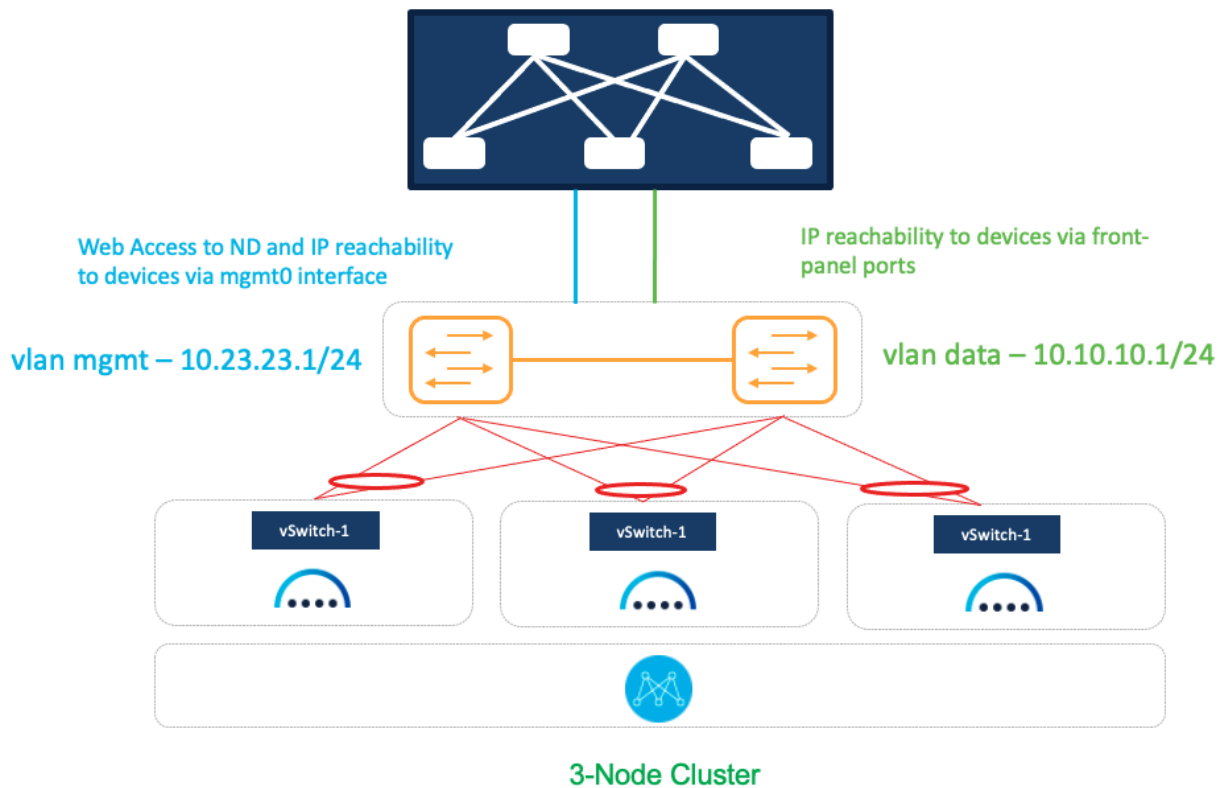 Web Access to ND and IP reachability
to devices via mgmt0 interface
IP reachability to devices via front-
panel ports
vlan mgmt – 10.23.23.1/24
vlan data – 10.10.10.1/24
vSwitch-1
vSwitch-1
vSwitch-1
3-Node Cluster